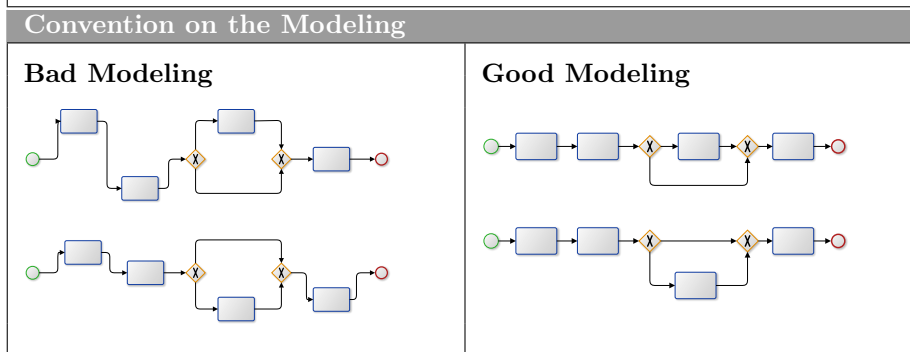 Convention on the Modeling
Bad Modeling
Good Modeling
X
X
X
X
X
X
X
X